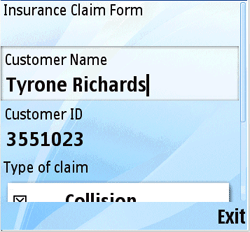 Insurance Claim Form
Customer Name
Tyrone Richards
Customer ID
3551023
Type of claim
Collision
Exit